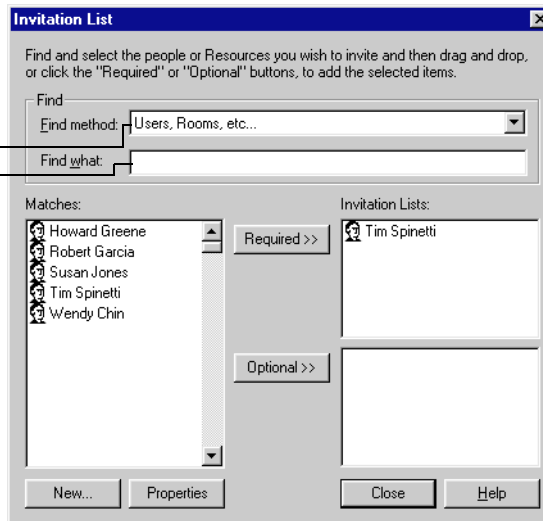 Invitation List
Find and select the people or Resources you wish to invite and then drag and drop,
or click the "Required" or "Optional" buttons, to add the selected items.
Find
Find method: Users, Rooms, etc...
Find what:
Matches:
Howard Greene
Robert Garcia
Susan Jones
Tim Spinetti
Wendy Chin
Required >>
Optional >>
Invitation Lists:
Tim Spinetti
New...
Properties
Close
Help